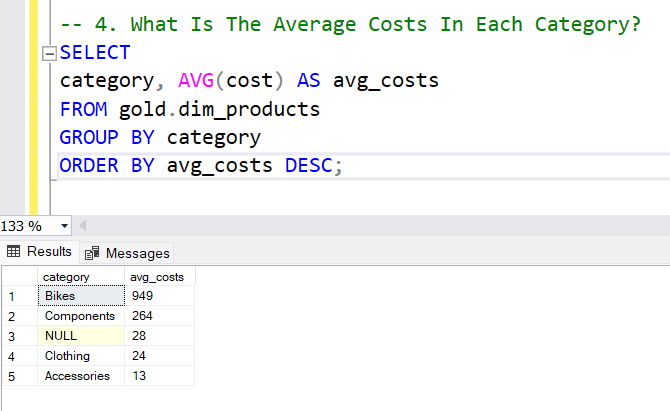 -- 4. What Is The Average Costs In Each Category?
SELECT
category, AVG(cost) AS avg_costs
FROM gold.dim_products
GROUP BY category
ORDER BY avg_costs DESC;
133 %
Results Messages
category avg_costs
1 Bikes 949
2 Components 264
3 NULL 28
4 Clothing 24
5 Accessories 13